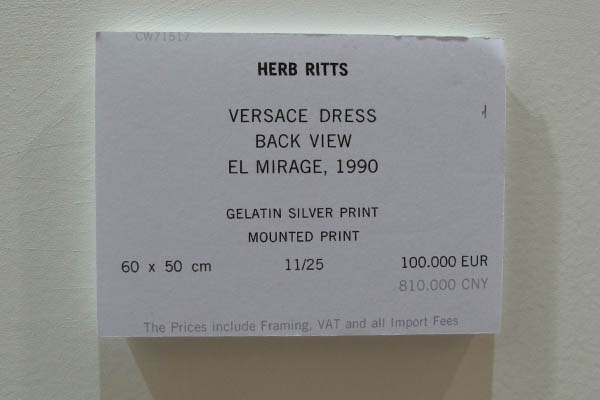 CW71517
HERB RITTS
VERSACE DRESS
BACK VIEW
EL MIRAGE, 1990
GELATIN SILVER PRINT
MOUNTED PRINT
60 x 50 cm 11/25 100.000 EUR
810.000 CNY
The Prices include Framing, VAT and all Import Fees